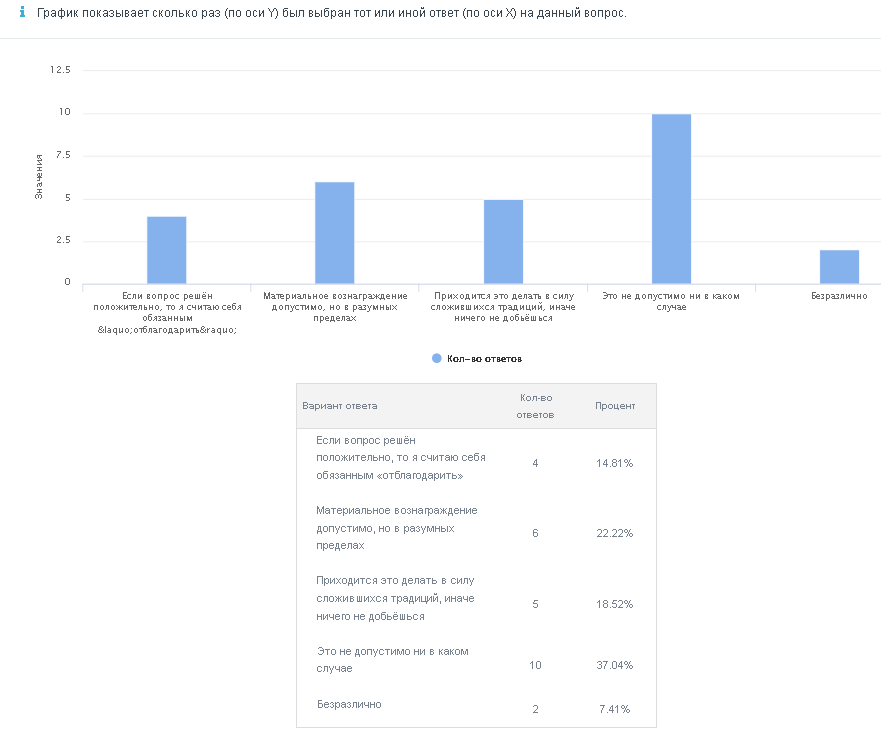 График показывает сколько раз (по оси Y) был выбран тот или иной ответ (по оси X) на данный вопрос.
12.5
10
7.5
5
2.5
0
Значения
Если вопрос решён
положительно, то я считаю себя
обязанным
&laquo;отблагодарить&raquo;
Материальное вознаграждение
допустимо, но в разумных
пределах
Приходится это делать в силу
сложившихся традиций, иначе
ничего не добьёшься
Это не допустимо ни в каком
случае
Безразлично
Кол-во ответов
Вариант ответа
Кол-во
ответов
Процент
Если вопрос решён
положительно, то я считаю себя
обязанным «отблагодарить»
4
14.81%
Материальное вознаграждение
допустимо, но в разумных
пределах
6
22.22%
Приходится это делать в силу
сложившихся традиций, иначе
ничего не добьёшься
5
18.52%
Это не допустимо ни в каком
случае
10
37.04%
Безразлично
2
7.41%